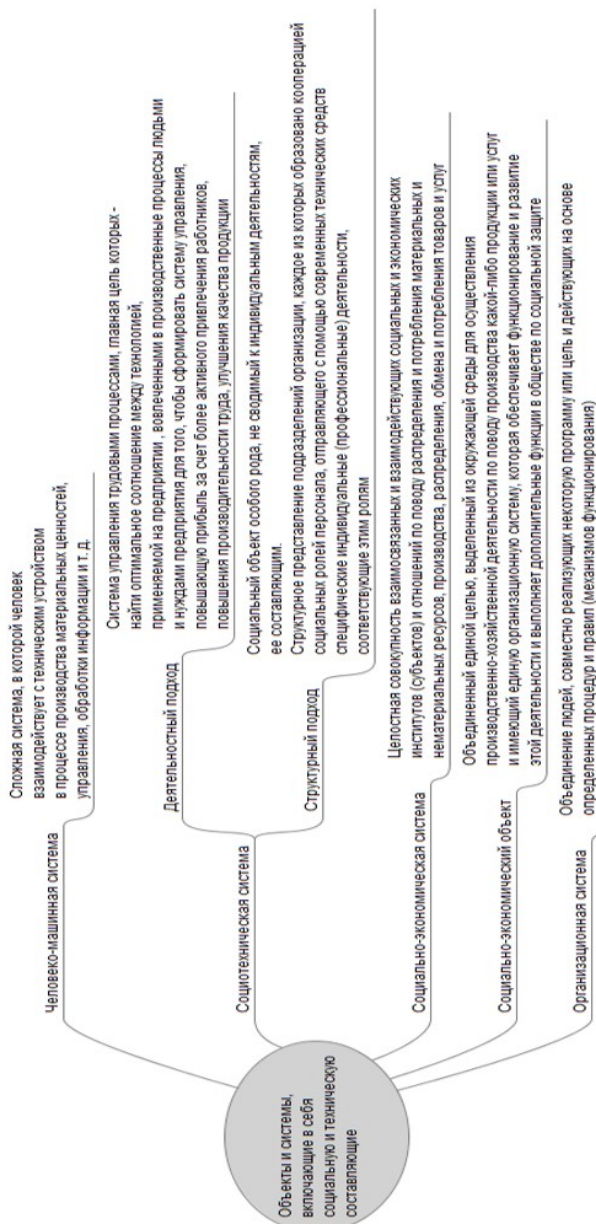 Объекты и системы,
включающие в себя
социальную и техническую
составляющие
Человеко-машинная система
Сложная система, в которой человек
взаимодействует с техническим устройством
в процессе производства материальных ценностей,
управления, обработки информации и т.д.
Социотехническая система
Деятельностный подход
Система управления трудовыми процессами, главная цель которых -
найти оптимальное соотношение между технологией,
применяемой на предприятии , вовлеченными в производственные процессы людьми
и нуждами предприятия для того, чтобы сформировать систему управления,
повышающую прибыль за счет более активного привлечения работников,
повышения производительности труда, улучшения качества продукции
Структурный подход
Социальный объект особого рода, не сводимый к индивидуальным деятельностям,
ее составляющим.
Структурное представление подразделений организации, каждое из которых образовано кооперацией
социальных ролей персонала, отправляющего с помощью современных технических средств
специфические индивидуальные (профессиональные) деятельности,
соответствующие этим ролям
Социально-экономическая система
Целостная совокупность взаимосвязанных и взаимодействующих социальных и экономических
институтов (субъектов) и отношений по поводу распределения и потребления материальных и
нематериальных ресурсов, производства, распределения, обмена и потребления товаров и услуг
Социально-экономический объект
Объединенный единой целью, выделенный из окружающей среды для осуществления
производственно-хозяйственной деятельности по поводу производства какой-либо продукции или услуг
и имеющий единую организационную систему, которая обеспечивает функционирование и развитие
этой деятельности и выполняет дополнительные функции в обществе по социальной защите
Организационная система
Объединение людей, совместно реализующих некоторую программу или цель и действующих на основе
определенных процедур и правил (механизмов функционирования)